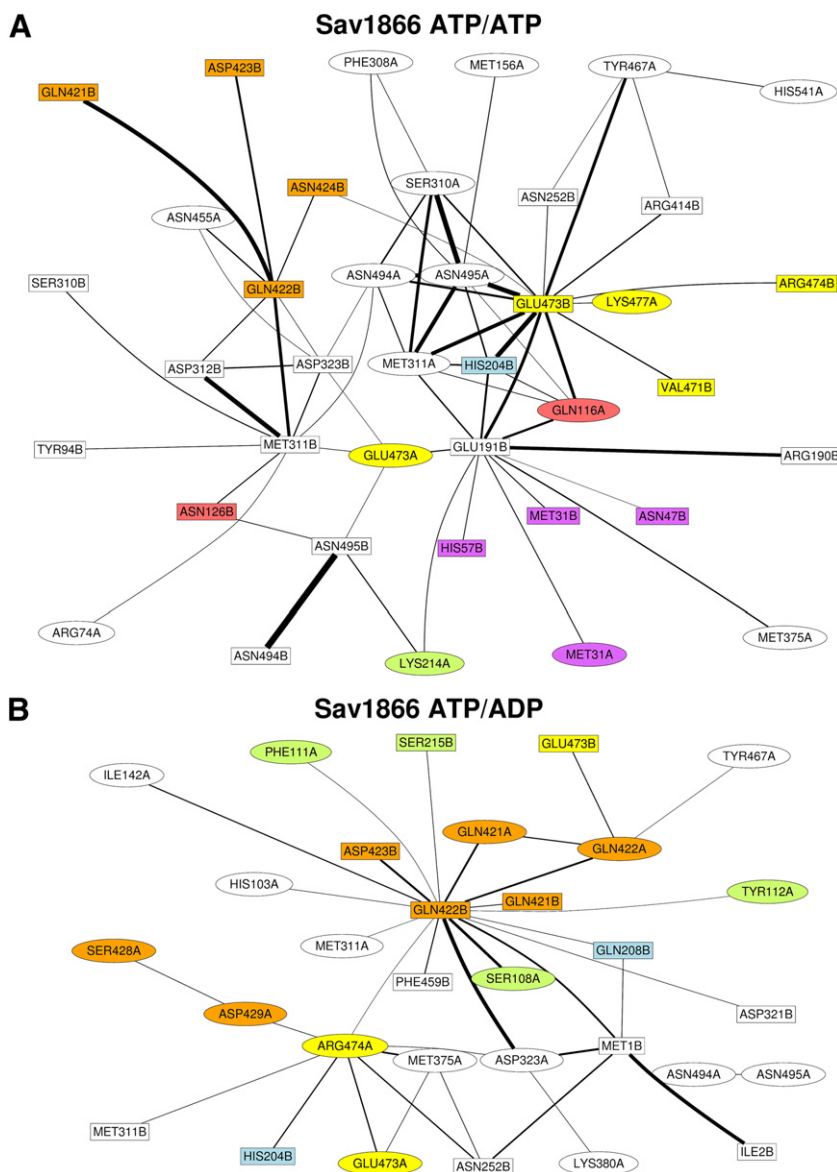 A
Sav1866 ATP/ATP
PHE308A
MET156A
TYR467A
ASP423B
GLN421B
HIS541A
SER310A
ASN424B
ASN252B
ARG414B
ASN455A
ASN494A
ASN495A
SER310B
GLN422B
ARG474B
GLU473B
LYS477A
ASP312B
ASP323B
MET311A
HIS204B
VAL471B
GLN116A
TYR94B
MET311B
GLU473A
GLU191B
ARG190B
ASN126B
MET31B
ASN47B
ASN495B
HIS57B
ARG74A
MET375A
ASN494B
LYS214A
MET31A
B
Sav1866 ATP/ADP
PHE111A
SER215B
GLU473B
TYR467A
ILE142A
GLN421A
ASP423B
GLN422A
HIS103A
TYR112A
GLN422B
GLN421B
MET311A
SER428A
GLN208B
PHE459B
SER108A
ASP429A
ASP321B
ARG474A
MET375A
ASP323A
MET1B
ASN494A
ASN495A
MET311B
ILE2B
HIS204B
GLU473A
ASN252B
LYS380A